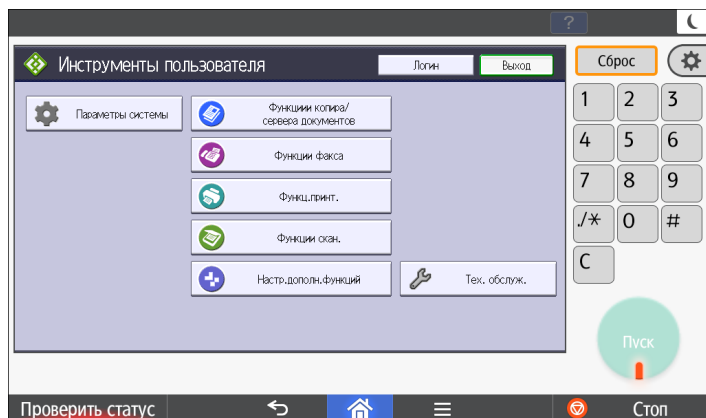 ?
Инструменты пользователя
Логин
Выход
Сброс
Параметры системы
Функциии копира/
сервера документов
Функции факса
Функц.принт.
Функции скан.
Настр.дополн.функций
Тех. обслуж.
1 2 3
4 5 6
7 8 9
./* 0 #
C
Пуск
Проверить статус
Стоп